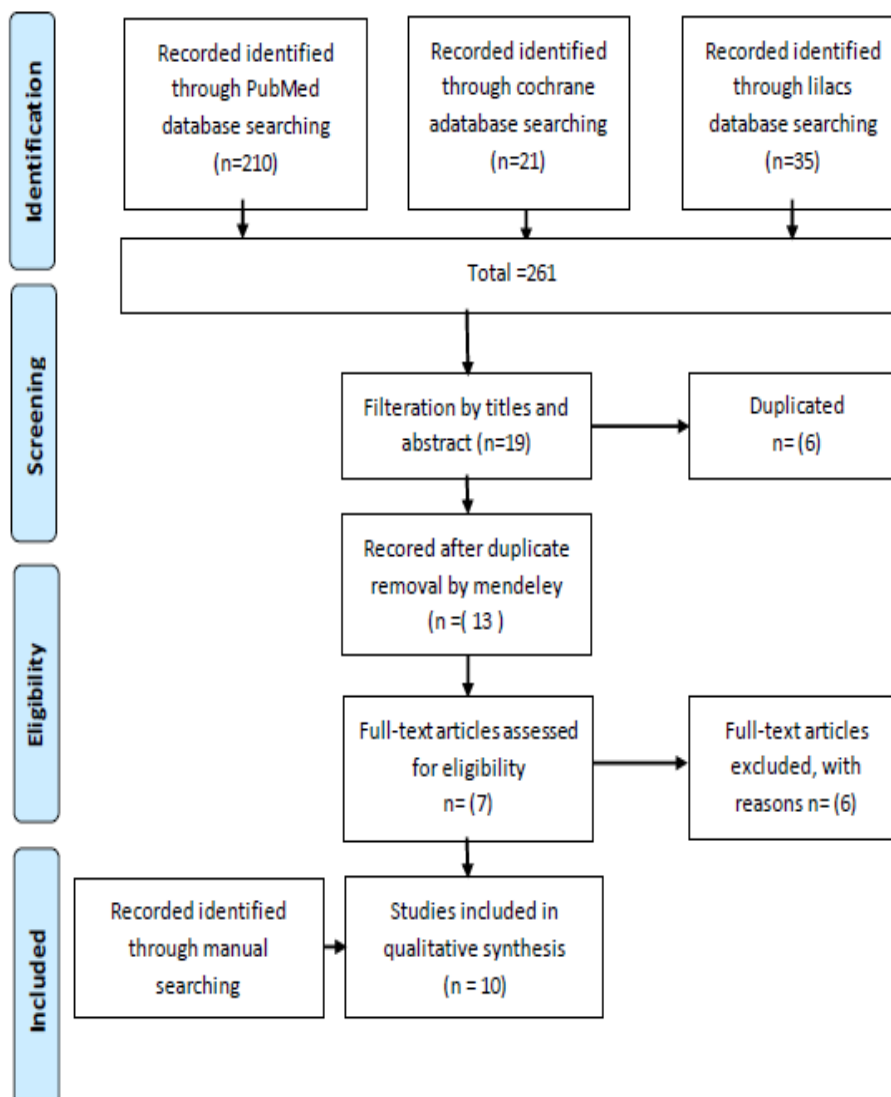 Identification
Recorded identified
through PubMed
database searching
(n=210)
Recorded identified
through cochrane
adatabase searching
(n=21)
Recorded identified
through lilacs
database searching
(n=35)
Total =261
Screening
Filteration by titles and
abstract (n=19)
Duplicated
n= (6)
Recored after duplicate
removal by mendeley
(n =( 13 )
Eligibility
Full-text articles assessed
for eligibility
n= (7)
Full-text articles
excluded, with
reasons n= (6)
Included
Recorded identified
through manual
searching
Studies included in
qualitative synthesis
(n = 10)